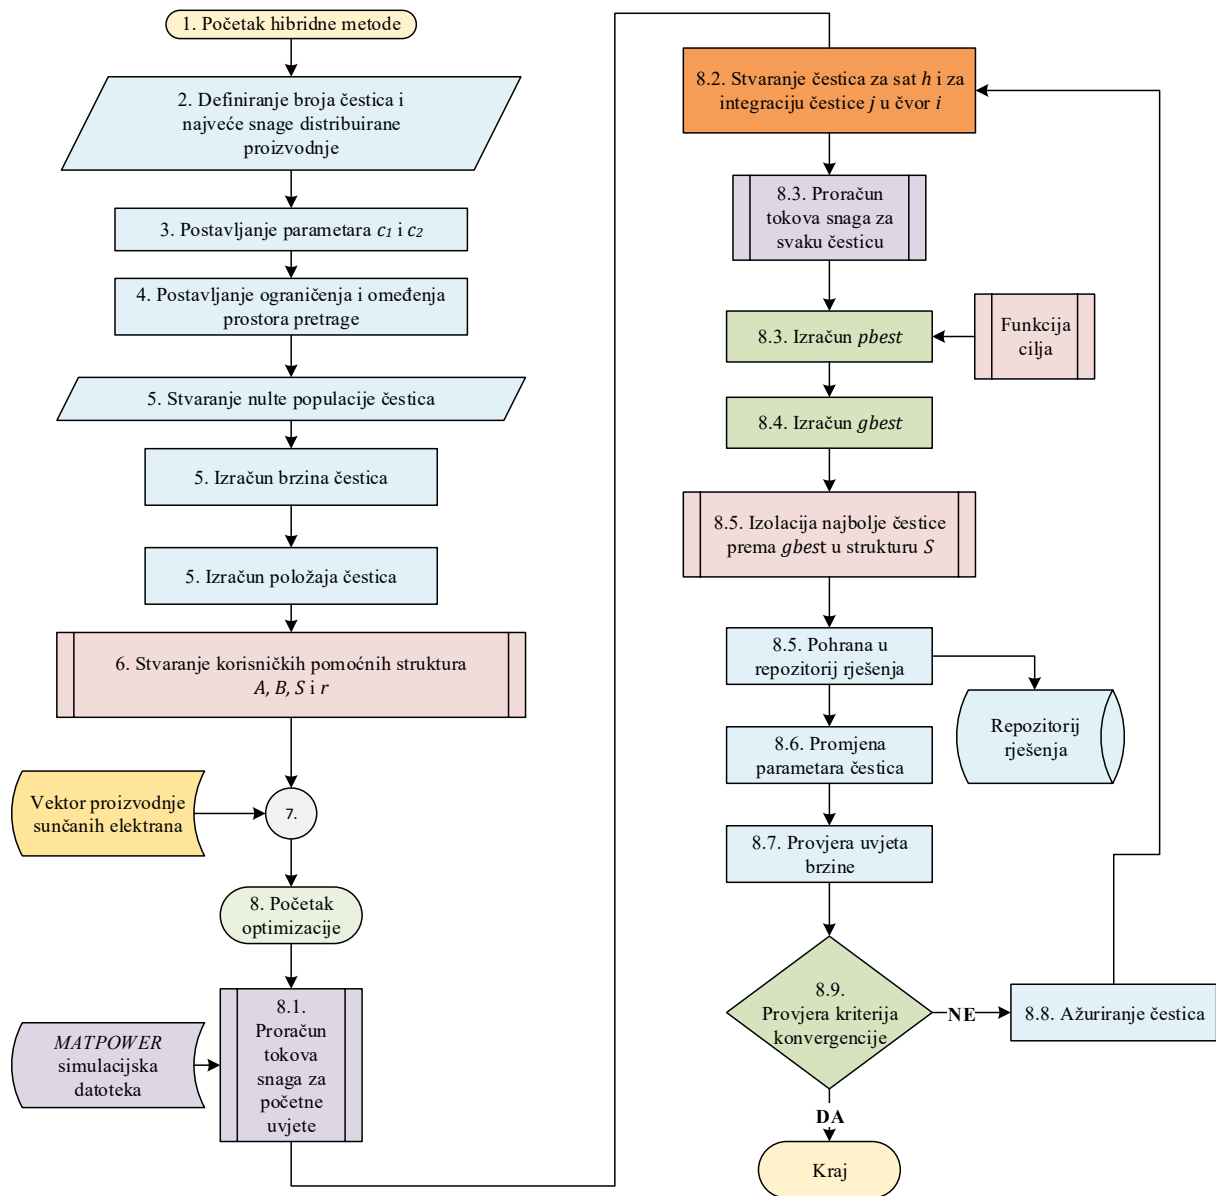 1. Početak hibridne metode
2. Definiranje broja čestica i
najveće snage distribuirane
proizvodnje
3. Postavljanje parametara c₁ i c₂
4. Postavljanje ograničenja i omeđenja
prostora pretrage
5. Stvaranje nulte populacije čestica
5. Izračun brzina čestica
5. Izračun položaja čestica
6. Stvaranje korisničkih pomoćnih struktura
A, B, S i r
Vektor proizvodnje
sunčanih elektrana
7.
8. Početak
optimizacije
MATPOWER
simulacijska
datoteka
8.1.
Proračun
tokova
snaga za
početne
uvjete
8.2. Stvaranje čestica za sat h i za
integraciju čestice j u čvor i
8.3. Proračun
tokova snaga za
svaku česticu
8.3. Izračun pbest
Funkcija
cilja
8.4. Izračun gbest
8.5. Izolacija najbolje čestice
prema gbest u strukturu S
8.5. Pohrana u
repozitorij rješenja
Repozitorij
rješenja
8.6. Promjena
parametara čestica
8.7. Provjera uvjeta
brzine
8.9.
Provjera kriterija
konvergencije
NE
8.8. Ažuriranje čestica
DA
Kraj